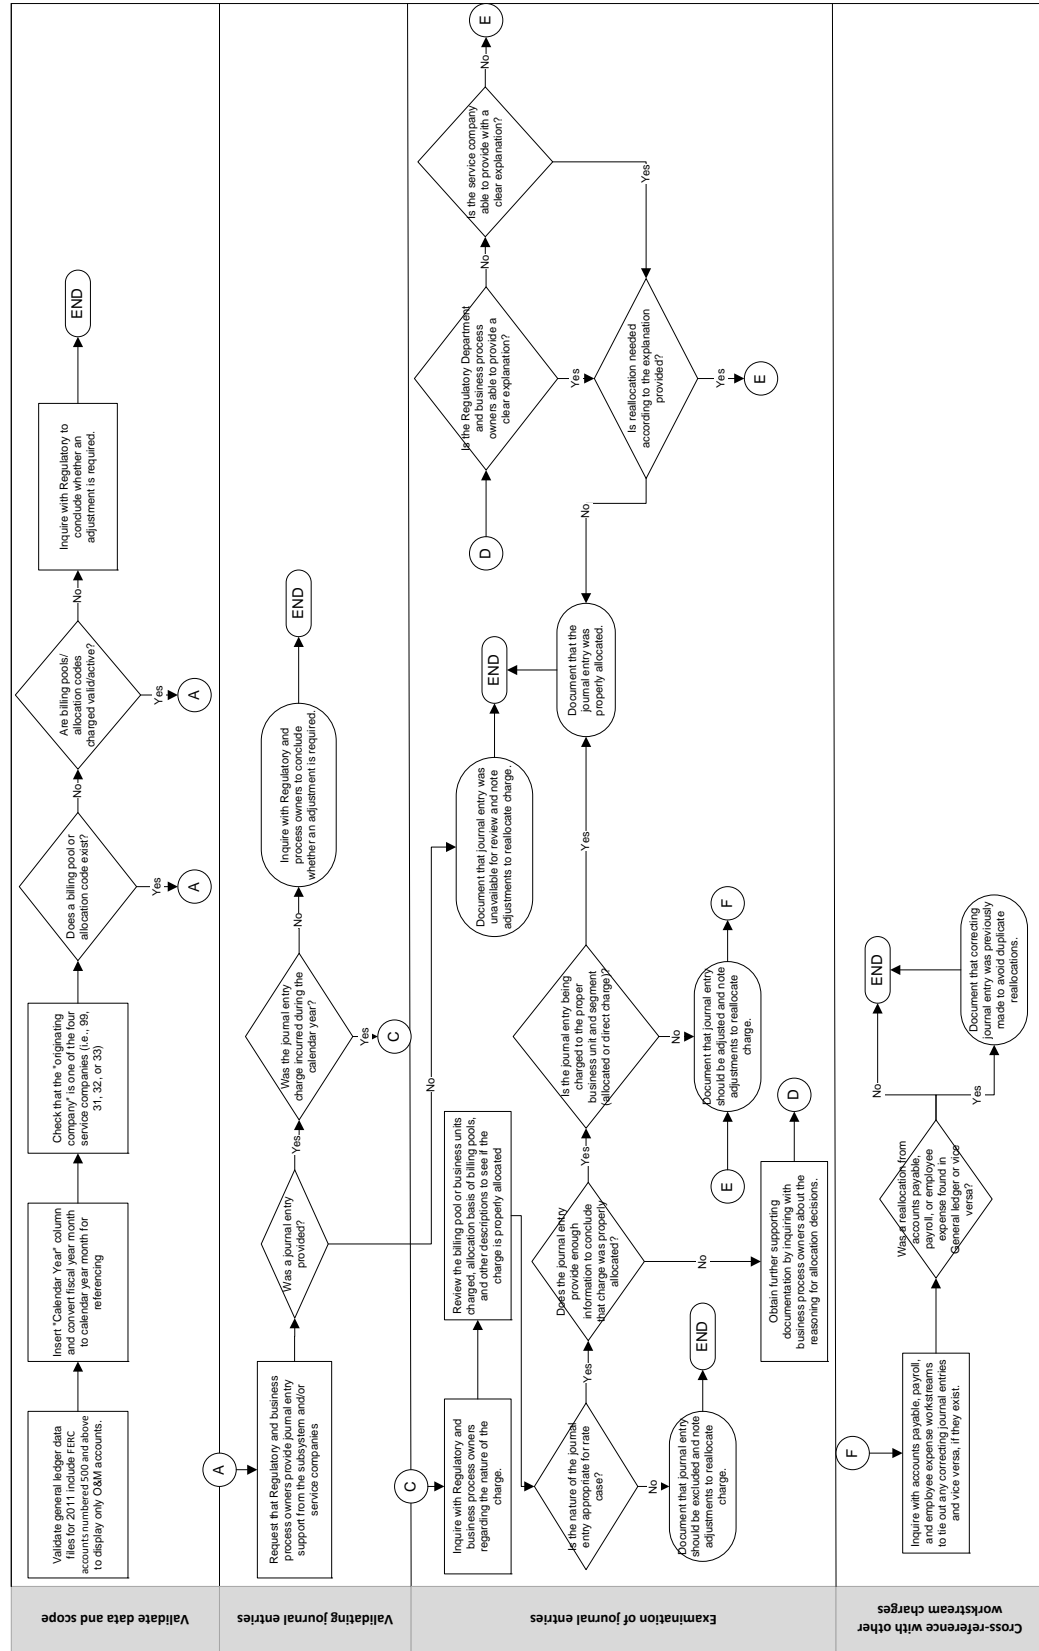 Validate data and scope
Validate general ledger data
files for 2011 include FERC
accounts numbered 500 and above
to display only O&M accounts.
Insert "Calendar Year" column
and convert fiscal year month
to calendar year month for
referencing
Check that the "originating
company" is one of the four
service companies (i.e., 99,
31, 32, or 33)
Does a billing pool or
allocation code exist?
Yes
A
No
Are billing pools/
allocation codes
charged valid/active?
Yes
A
No
Inquire with Regulatory to
conclude whether an
adjustment is required.
END
Validating journal entries
A
Request that Regulatory and business
process owners provide journal entry
support from the subsystem and/or
service companies
Was a journal entry
provided?
Yes
No
Was the journal entry
charge incurred during the
calendar year?
Yes
C
No
Inquire with Regulatory and
process owners to conclude
whether an adjustment is required.
END
Examination of journal entries
C
Inquire with Regulatory and
business process owners
regarding the nature of the
charge.
Review the billing pool or business units
charged, allocation basis of billing pools,
and other descriptions to see if the
charge is properly allocated
Is the nature of the journal
entry appropriate for rate
case?
No
Document that journal entry
should be excluded and note
adjustments to reallocate
charge.
END
Yes
Does the journal entry
provide enough
information to conclude
that charge was properly
allocated?
No
Obtain further supporting
documentation by inquiring with
business process owners about the
reasoning for allocation decisions.
D
Yes
Is the journal entry being
charged to the proper
business unit and segment
(allocated or direct charge)?
No
E
Document that journal entry
should be adjusted and note
adjustments to reallocate
charge.
F
Yes
Document that journal entry was
unavailable for review and note
adjustments to reallocate charge.
END
Document that the
journal entry was
properly allocated.
D
Is the Regulatory Department
and business process
owners able to provide a
clear explanation?
No
Is the service company
able to provide with a
clear explanation?
No
E
Yes
Yes
Is reallocation needed
according to the explanation
provided?
No
Yes
E
Cross-reference with other
workstream charges
F
Inquire with accounts payable, payroll,
and employee expense workstreams
to tie out any correcting journal entries
and vice versa, if they exist.
Was a reallocation from
accounts payable,
payroll, or employee
expense found in
General ledger or vice
versa?
No
END
Yes
Document that correcting
journal entry was previously
made to avoid duplicate
reallocations.